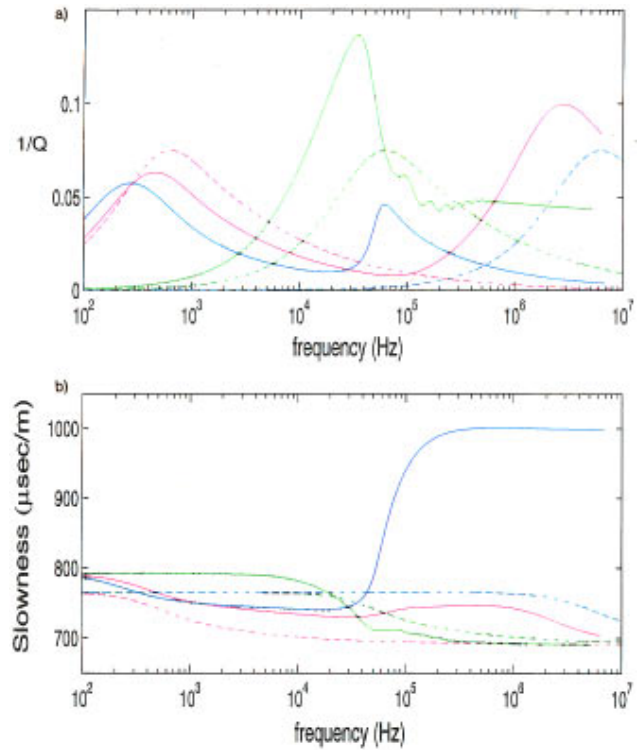 a)
0.1
1/Q
0.05
0
10^2 10^3 10^4 10^5 10^6 10^7
frequency (Hz)
b)
1000
900
800
700
Slowness (μsec/m)
10^2 10^3 10^4 10^5 10^6 10^7
frequency (Hz)